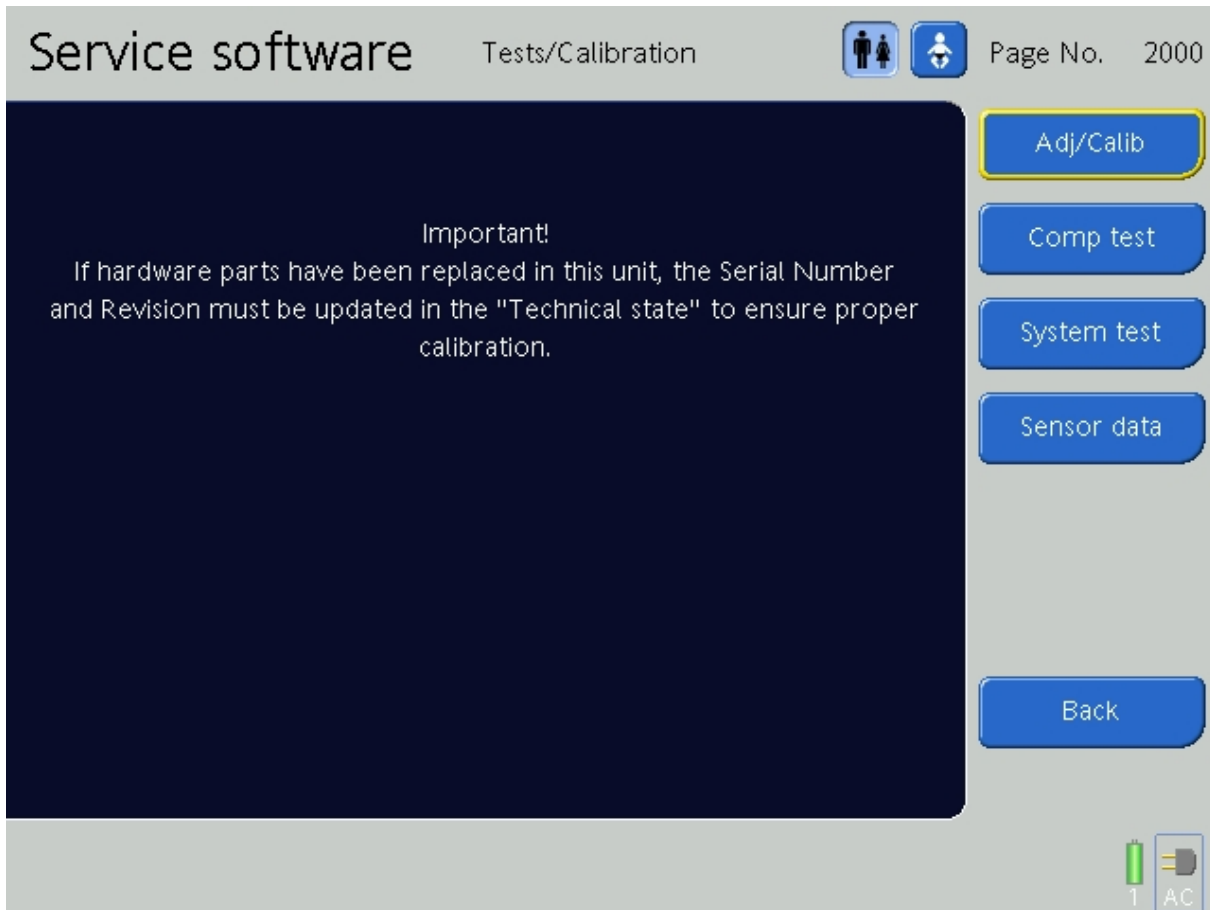 Service software Tests/Calibration Page No. 2000
Adj/Calib
Important!
If hardware parts have been replaced in this unit, the Serial Number
and Revision must be updated in the "Technical state" to ensure proper
calibration.
Comp test
System test
Sensor data
Back
1 AC